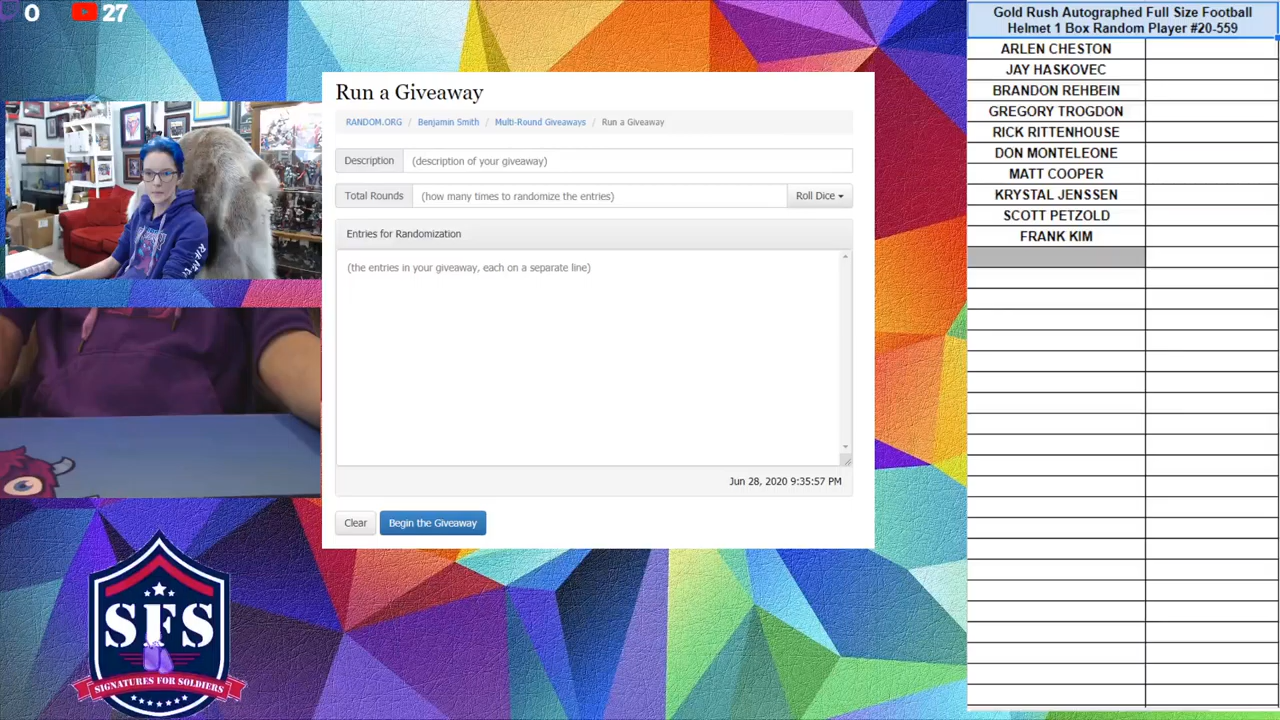 0
27
Run a Giveaway
RANDOM.ORG / Benjamin Smith / Multi-Round Giveaways / Run a Giveaway
Description (description of your giveaway)
Total Rounds (how many times to randomize the entries) Roll Dice
Entries for Randomization
(the entries in your giveaway, each on a separate line)
Jun 28, 2020 9:35:57 PM
Clear Begin the Giveaway
SFS
SIGNATURES FOR SOLDIERS
Gold Rush Autographed Full Size Football
Helmet 1 Box Random Player #20-559
ARLEN CHESTON
JAY HASKOVEC
BRANDON REHBEIN
GREGORY TROGDON
RICK RITTENHOUSE
DON MONTELEONE
MATT COOPER
KRYSTAL JENSSEN
SCOTT PETZOLD
FRANK KIM